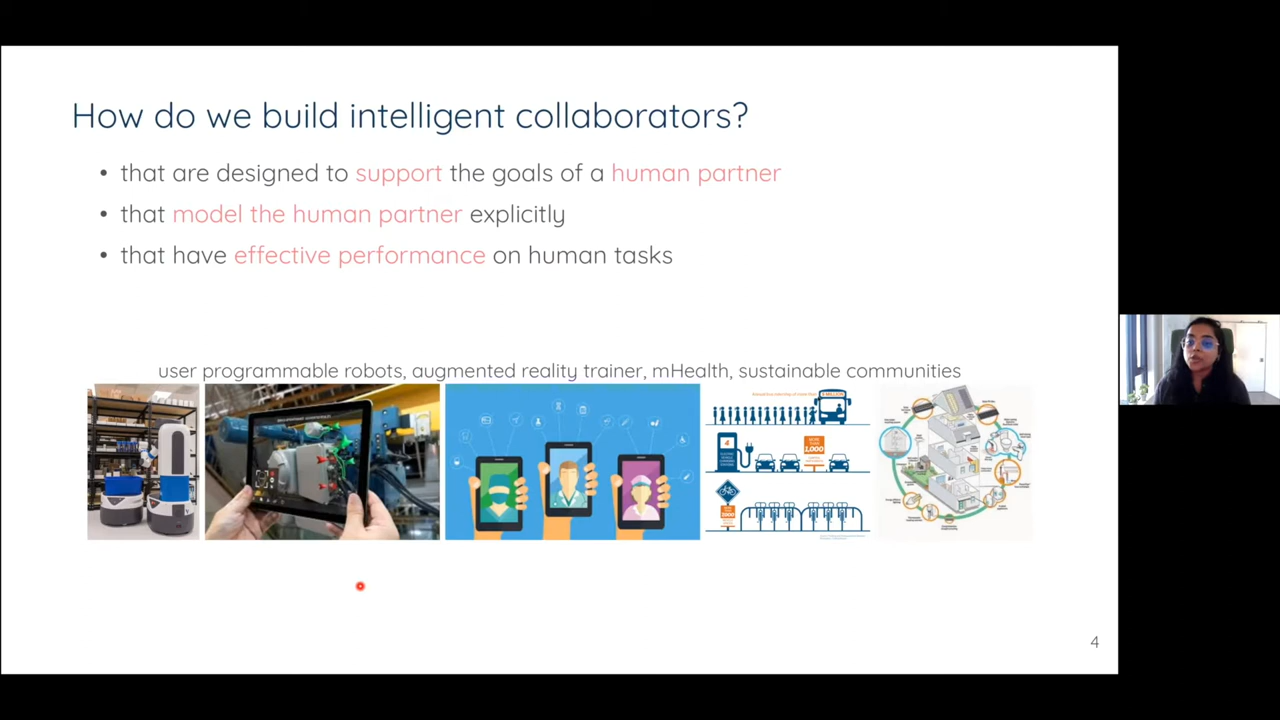 How do we build intelligent collaborators?
• that are designed to support the goals of a human partner
• that model the human partner explicitly
• that have effective performance on human tasks
user programmable robots, augmented reality trainer, mHealth, sustainable communities
4